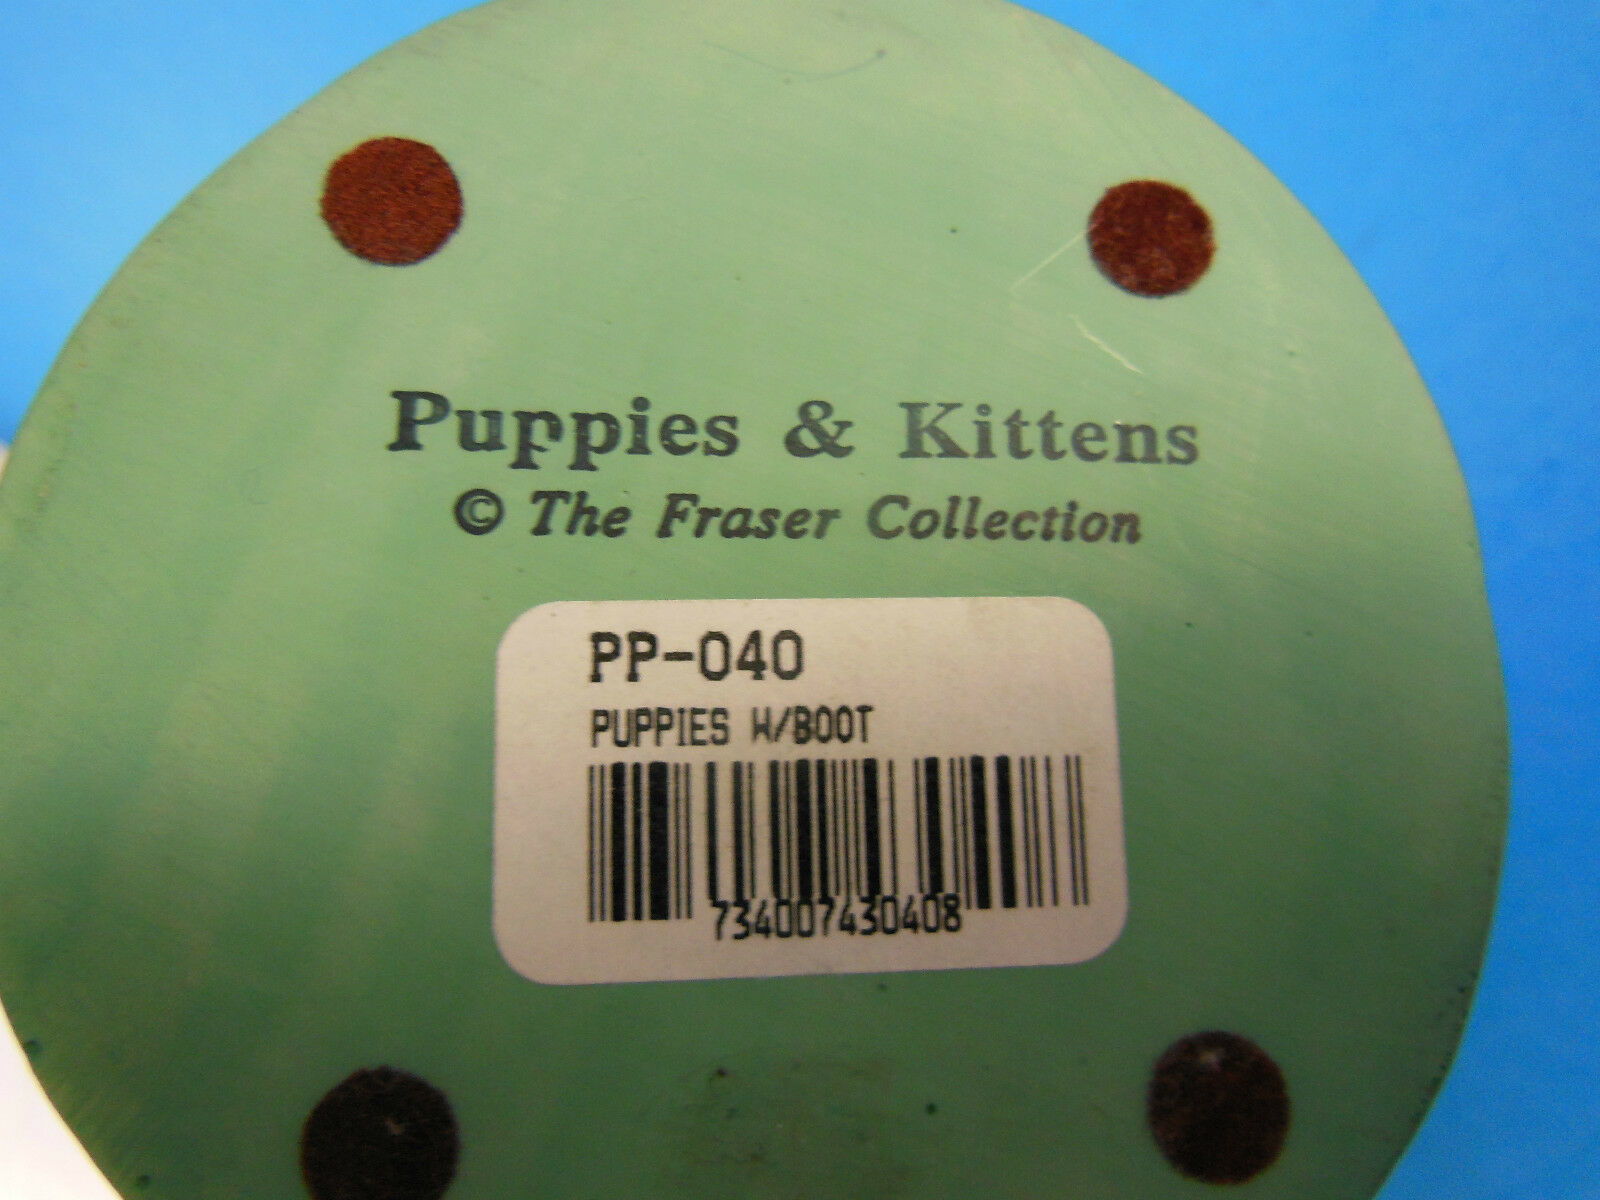 Puppies & Kittens
© The Fraser Collection
PP-040
PUPPIES W/BOOT
734007430408